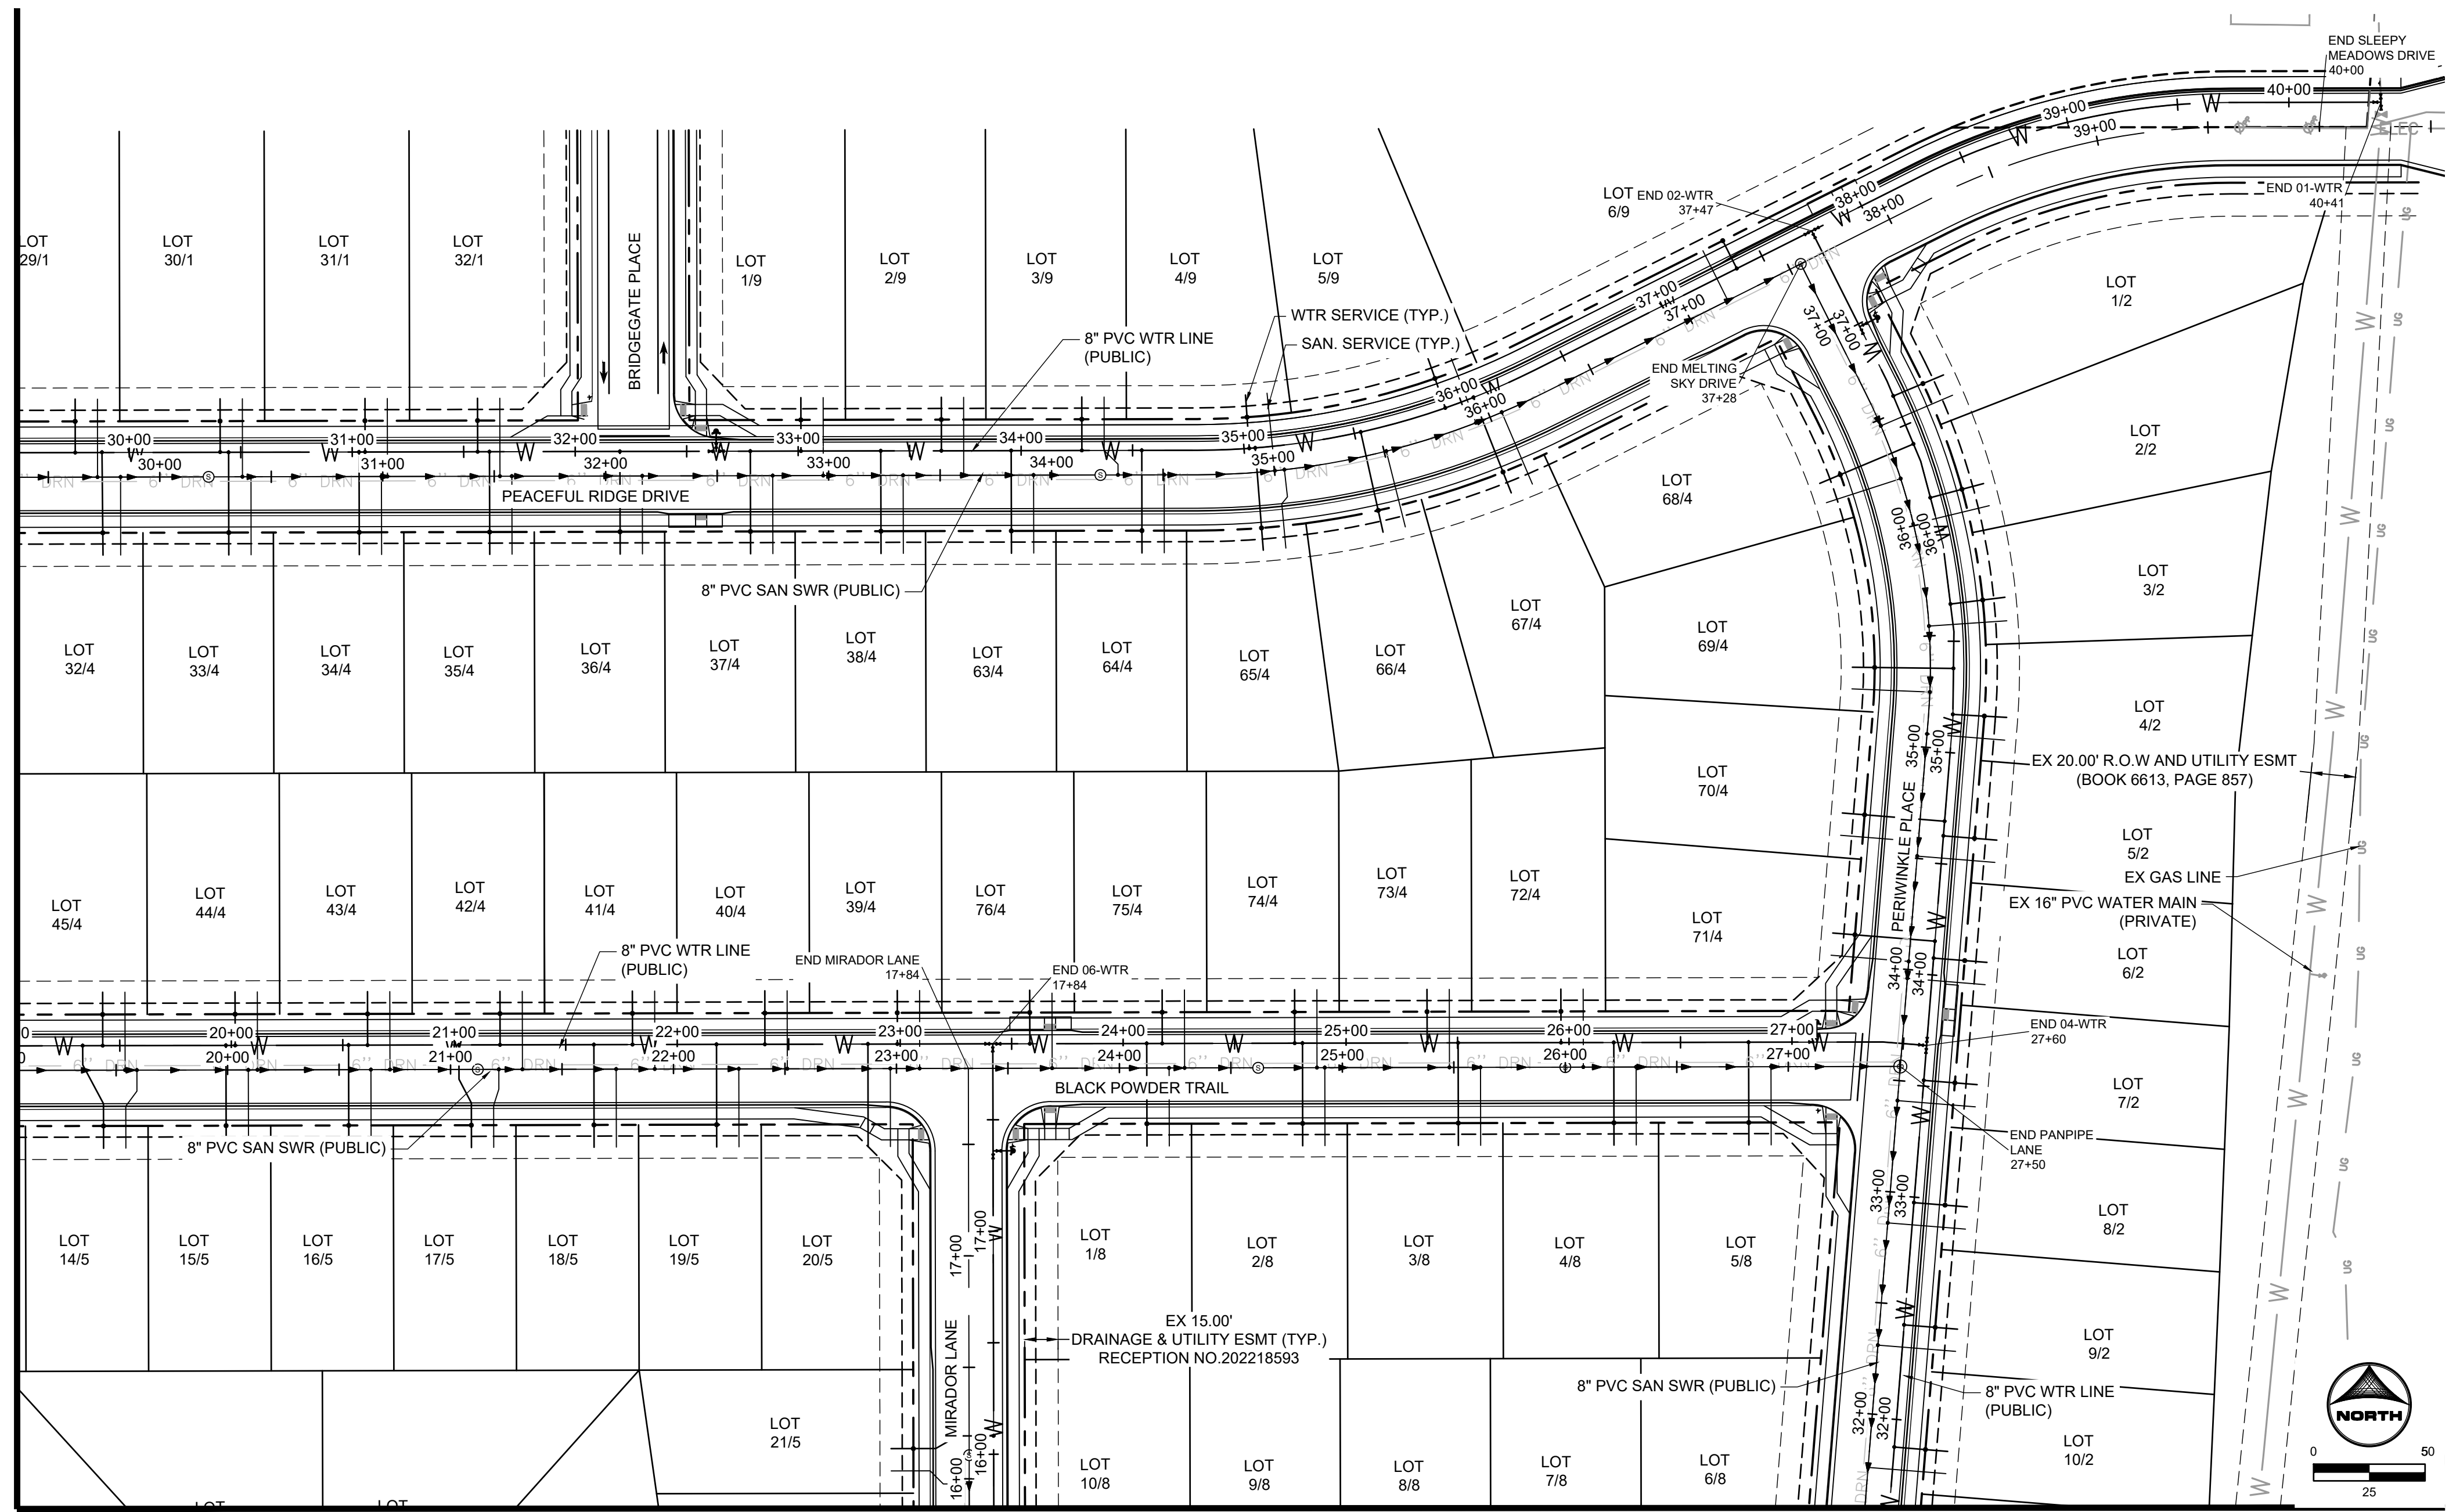 END SLEEPY
MEADOWS DRIVE
40+00
40+00
39+00
39+00
ELEC
END 01-WTR
40+41
LOT
6/9
END 02-WTR
37+47
38+00
38+00
LOT
29/1
LOT
30/1
LOT
31/1
LOT
32/1
BRIDGEGATE PLACE
LOT
1/9
LOT
2/9
LOT
3/9
LOT
4/9
LOT
5/9
LOT
1/2
WTR SERVICE (TYP.)
SAN. SERVICE (TYP.)
8" PVC WTR LINE
(PUBLIC)
37+00
37+00
37+00
37+00
END MELTING
SKY DRIVE
37+28
36+00
36+00
30+00
31+00
32+00
33+00
34+00
35+00
30+00
31+00
32+00
33+00
34+00
35+00
6'' DRN
PEACEFUL RIDGE DRIVE
LOT
2/2
LOT
68/4
36+00
36+00
8" PVC SAN SWR (PUBLIC)
LOT
3/2
LOT
32/4
LOT
33/4
LOT
34/4
LOT
35/4
LOT
36/4
LOT
37/4
LOT
38/4
LOT
63/4
LOT
64/4
LOT
65/4
LOT
66/4
LOT
67/4
LOT
69/4
LOT
4/2
35+00
35+00
EX 20.00' R.O.W AND UTILITY ESMT
(BOOK 6613, PAGE 857)
LOT
70/4
PERIWINKLE PLACE
LOT
5/2
EX GAS LINE
EX 16" PVC WATER MAIN
(PRIVATE)
LOT
45/4
LOT
44/4
LOT
43/4
LOT
42/4
LOT
41/4
LOT
40/4
LOT
39/4
LOT
76/4
LOT
75/4
LOT
74/4
LOT
73/4
LOT
72/4
LOT
71/4
LOT
6/2
34+00
34+00
8" PVC WTR LINE
(PUBLIC)
END MIRADOR LANE
17+84
END 06-WTR
17+84
END 04-WTR
27+60
0
20+00
21+00
22+00
23+00
24+00
25+00
26+00
27+00
0
20+00
21+00
22+00
23+00
24+00
25+00
26+00
27+00
6'' DRN
BLACK POWDER TRAIL
LOT
7/2
8" PVC SAN SWR (PUBLIC)
END PANPIPE
LANE
27+50
33+00
33+00
LOT
8/2
LOT
14/5
LOT
15/5
LOT
16/5
LOT
17/5
LOT
18/5
LOT
19/5
LOT
20/5
17+00
17+00
LOT
1/8
LOT
2/8
LOT
3/8
LOT
4/8
LOT
5/8
EX 15.00'
DRAINAGE & UTILITY ESMT (TYP.)
RECEPTION NO.202218593
MIRADOR LANE
LOT
9/2
8" PVC SAN SWR (PUBLIC)
8" PVC WTR LINE
(PUBLIC)
32+00
32+00
LOT
21/5
16+00
16+00
LOT
10/8
LOT
9/8
LOT
8/8
LOT
7/8
LOT
6/8
LOT
10/2
NORTH
0
50
25